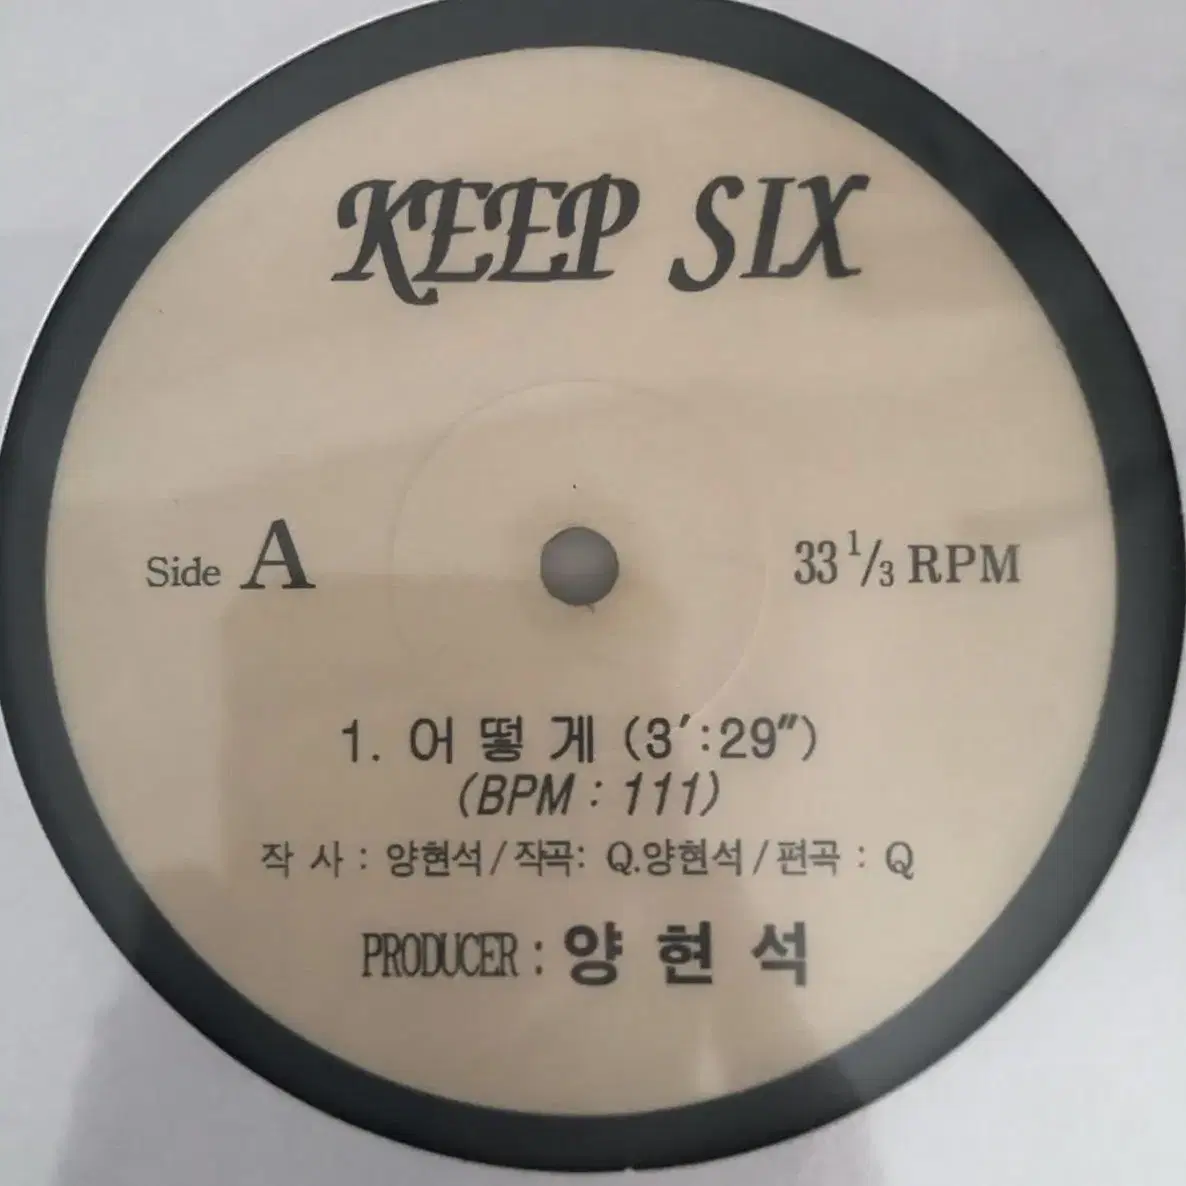 KEEP SIX
Side A
33 1/3 RPM
1. 어떻게 (3′:29″)
(BPM : 111)
작 사 : 양현석 / 작곡: Q.양현석 / 편곡 : Q
PRODUCER : 양 현 석